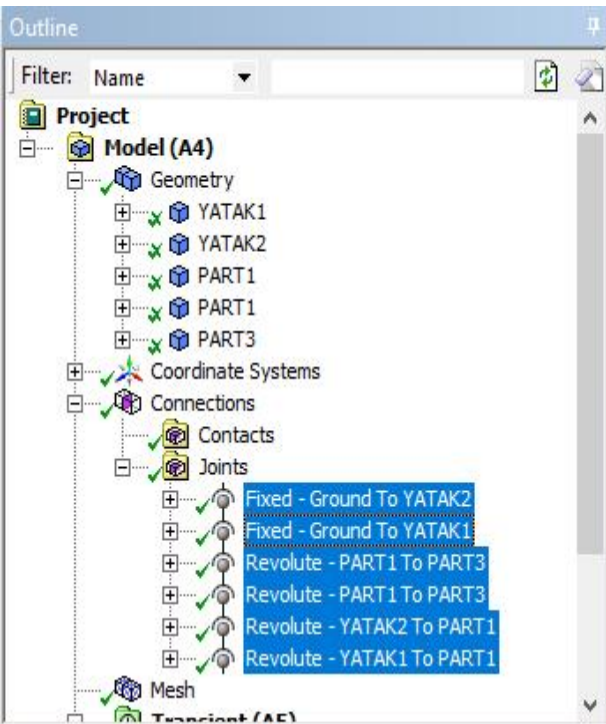 Outline
Filter: Name
Project
Model (A4)
Geometry
YATAK1
YATAK2
PART1
PART1
PART3
Coordinate Systems
Connections
Contacts
Joints
Fixed - Ground To YATAK2
Fixed - Ground To YATAK1
Revolute - PART1 To PART3
Revolute - PART1 To PART3
Revolute - YATAK2 To PART1
Revolute - YATAK1 To PART1
Mesh
Transient (A5)